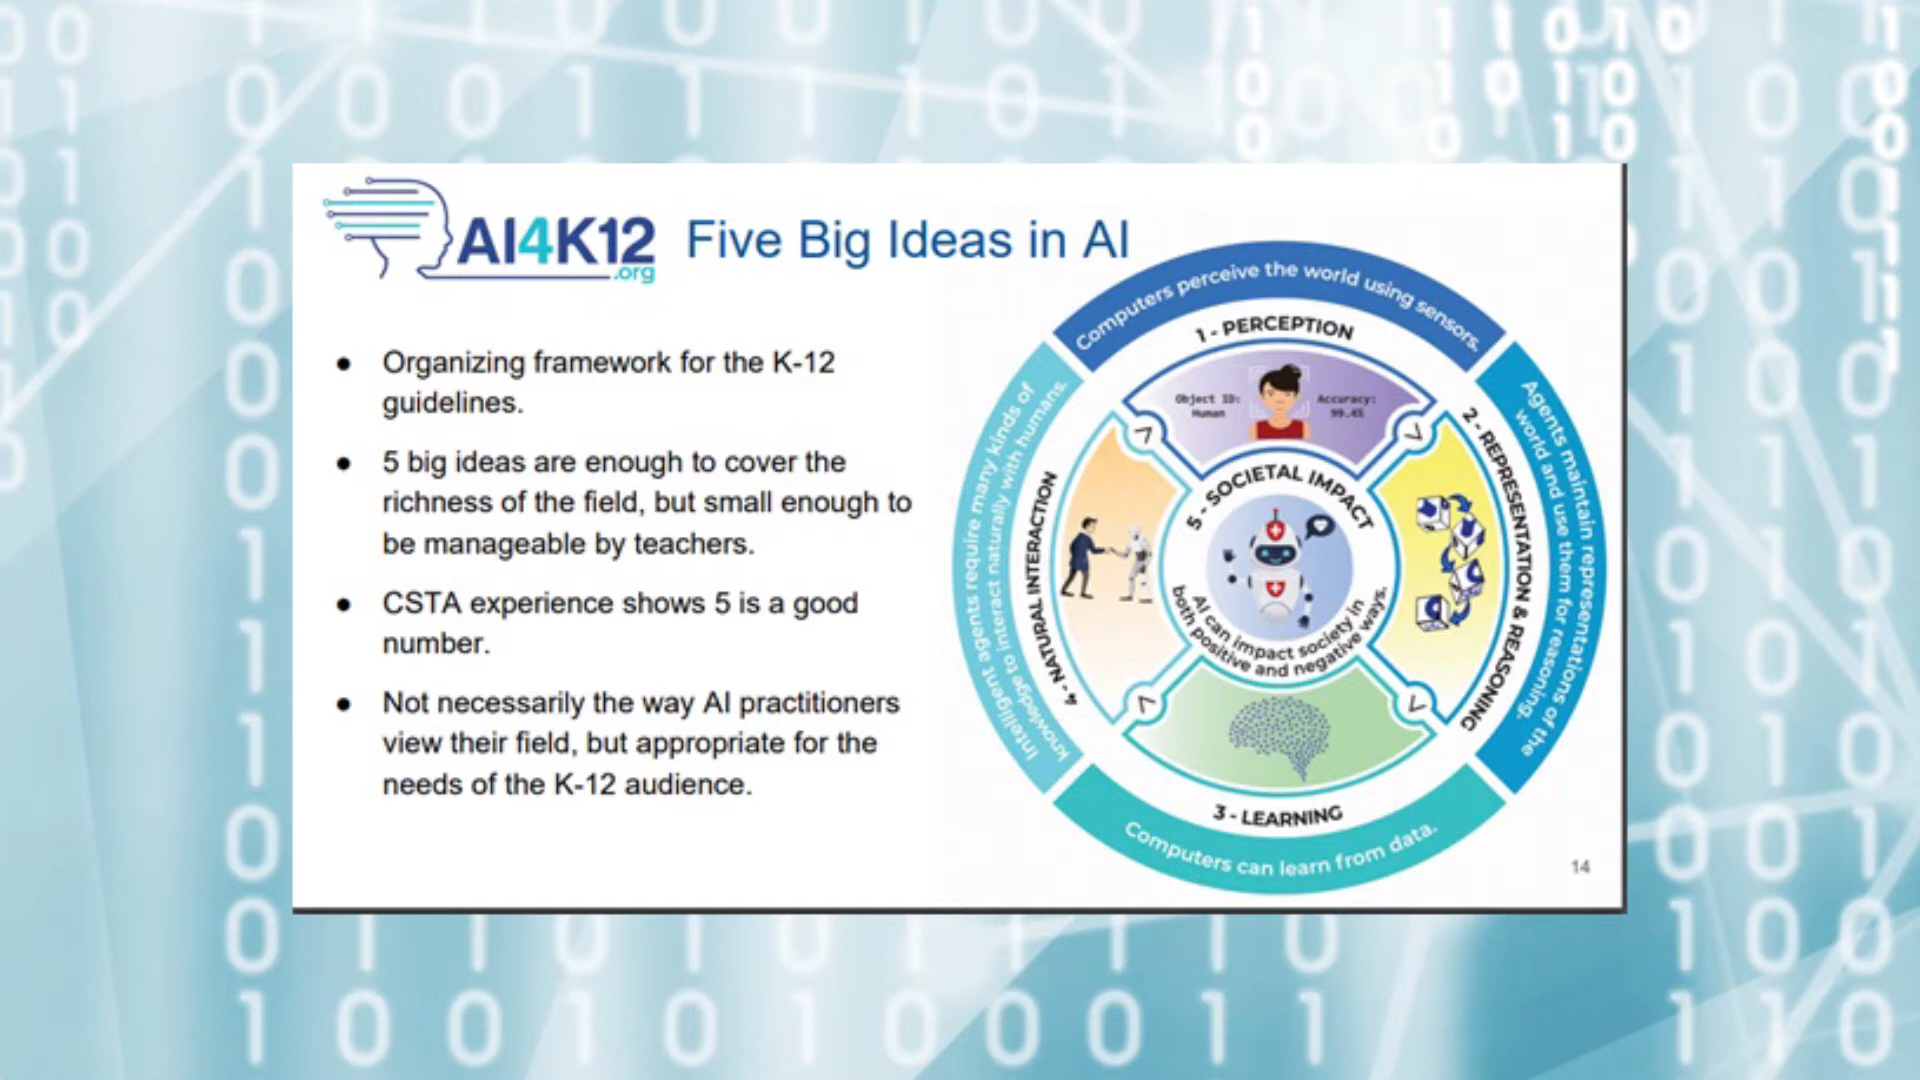 AI4K12
.org
Five Big Ideas in AI
● Organizing framework for the K-12
guidelines.
● 5 big ideas are enough to cover the
richness of the field, but small enough to
be manageable by teachers.
● CSTA experience shows 5 is a good
number.
● Not necessarily the way AI practitioners
view their field, but appropriate for the
needs of the K-12 audience.
Computers perceive the world using sensors.
1 - PERCEPTION
Object ID:
Human
Accuracy:
Agents maintain representations of the
world and use them for reasoning.
2 - REPRESENTATION & REASONING
3 - LEARNING
Computers can learn from data.
Intelligent agents require many kinds of
knowledge to interact naturally with humans.
4 - NATURAL INTERACTION
5 - SOCIETAL IMPACT
AI can impact society in
both positive and negative ways.
14